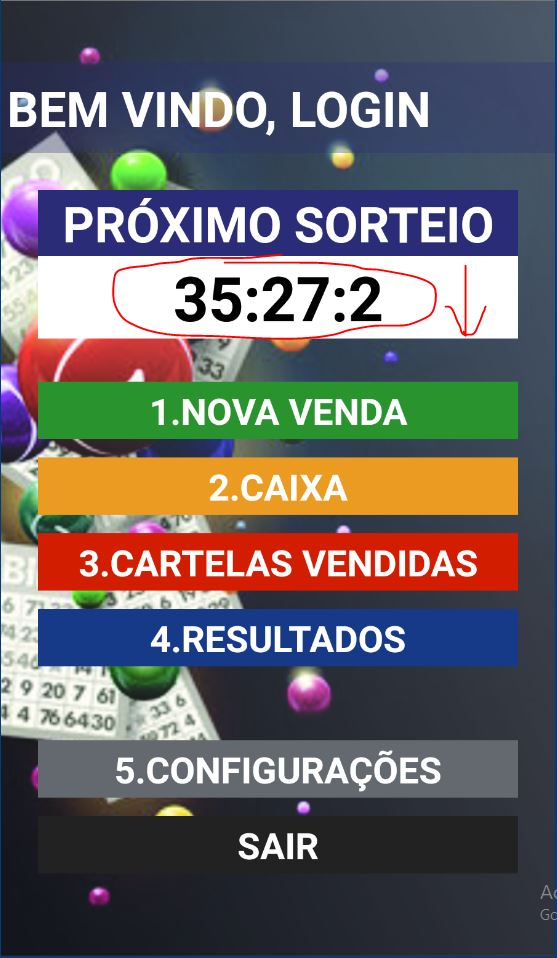 BEM VINDO, LOGIN
PRÓXIMO SORTEIO
35:27:2
1.NOVA VENDA
2.CAIXA
3.CARTELAS VENDIDAS
4.RESULTADOS
5.CONFIGURAÇÕES
SAIR